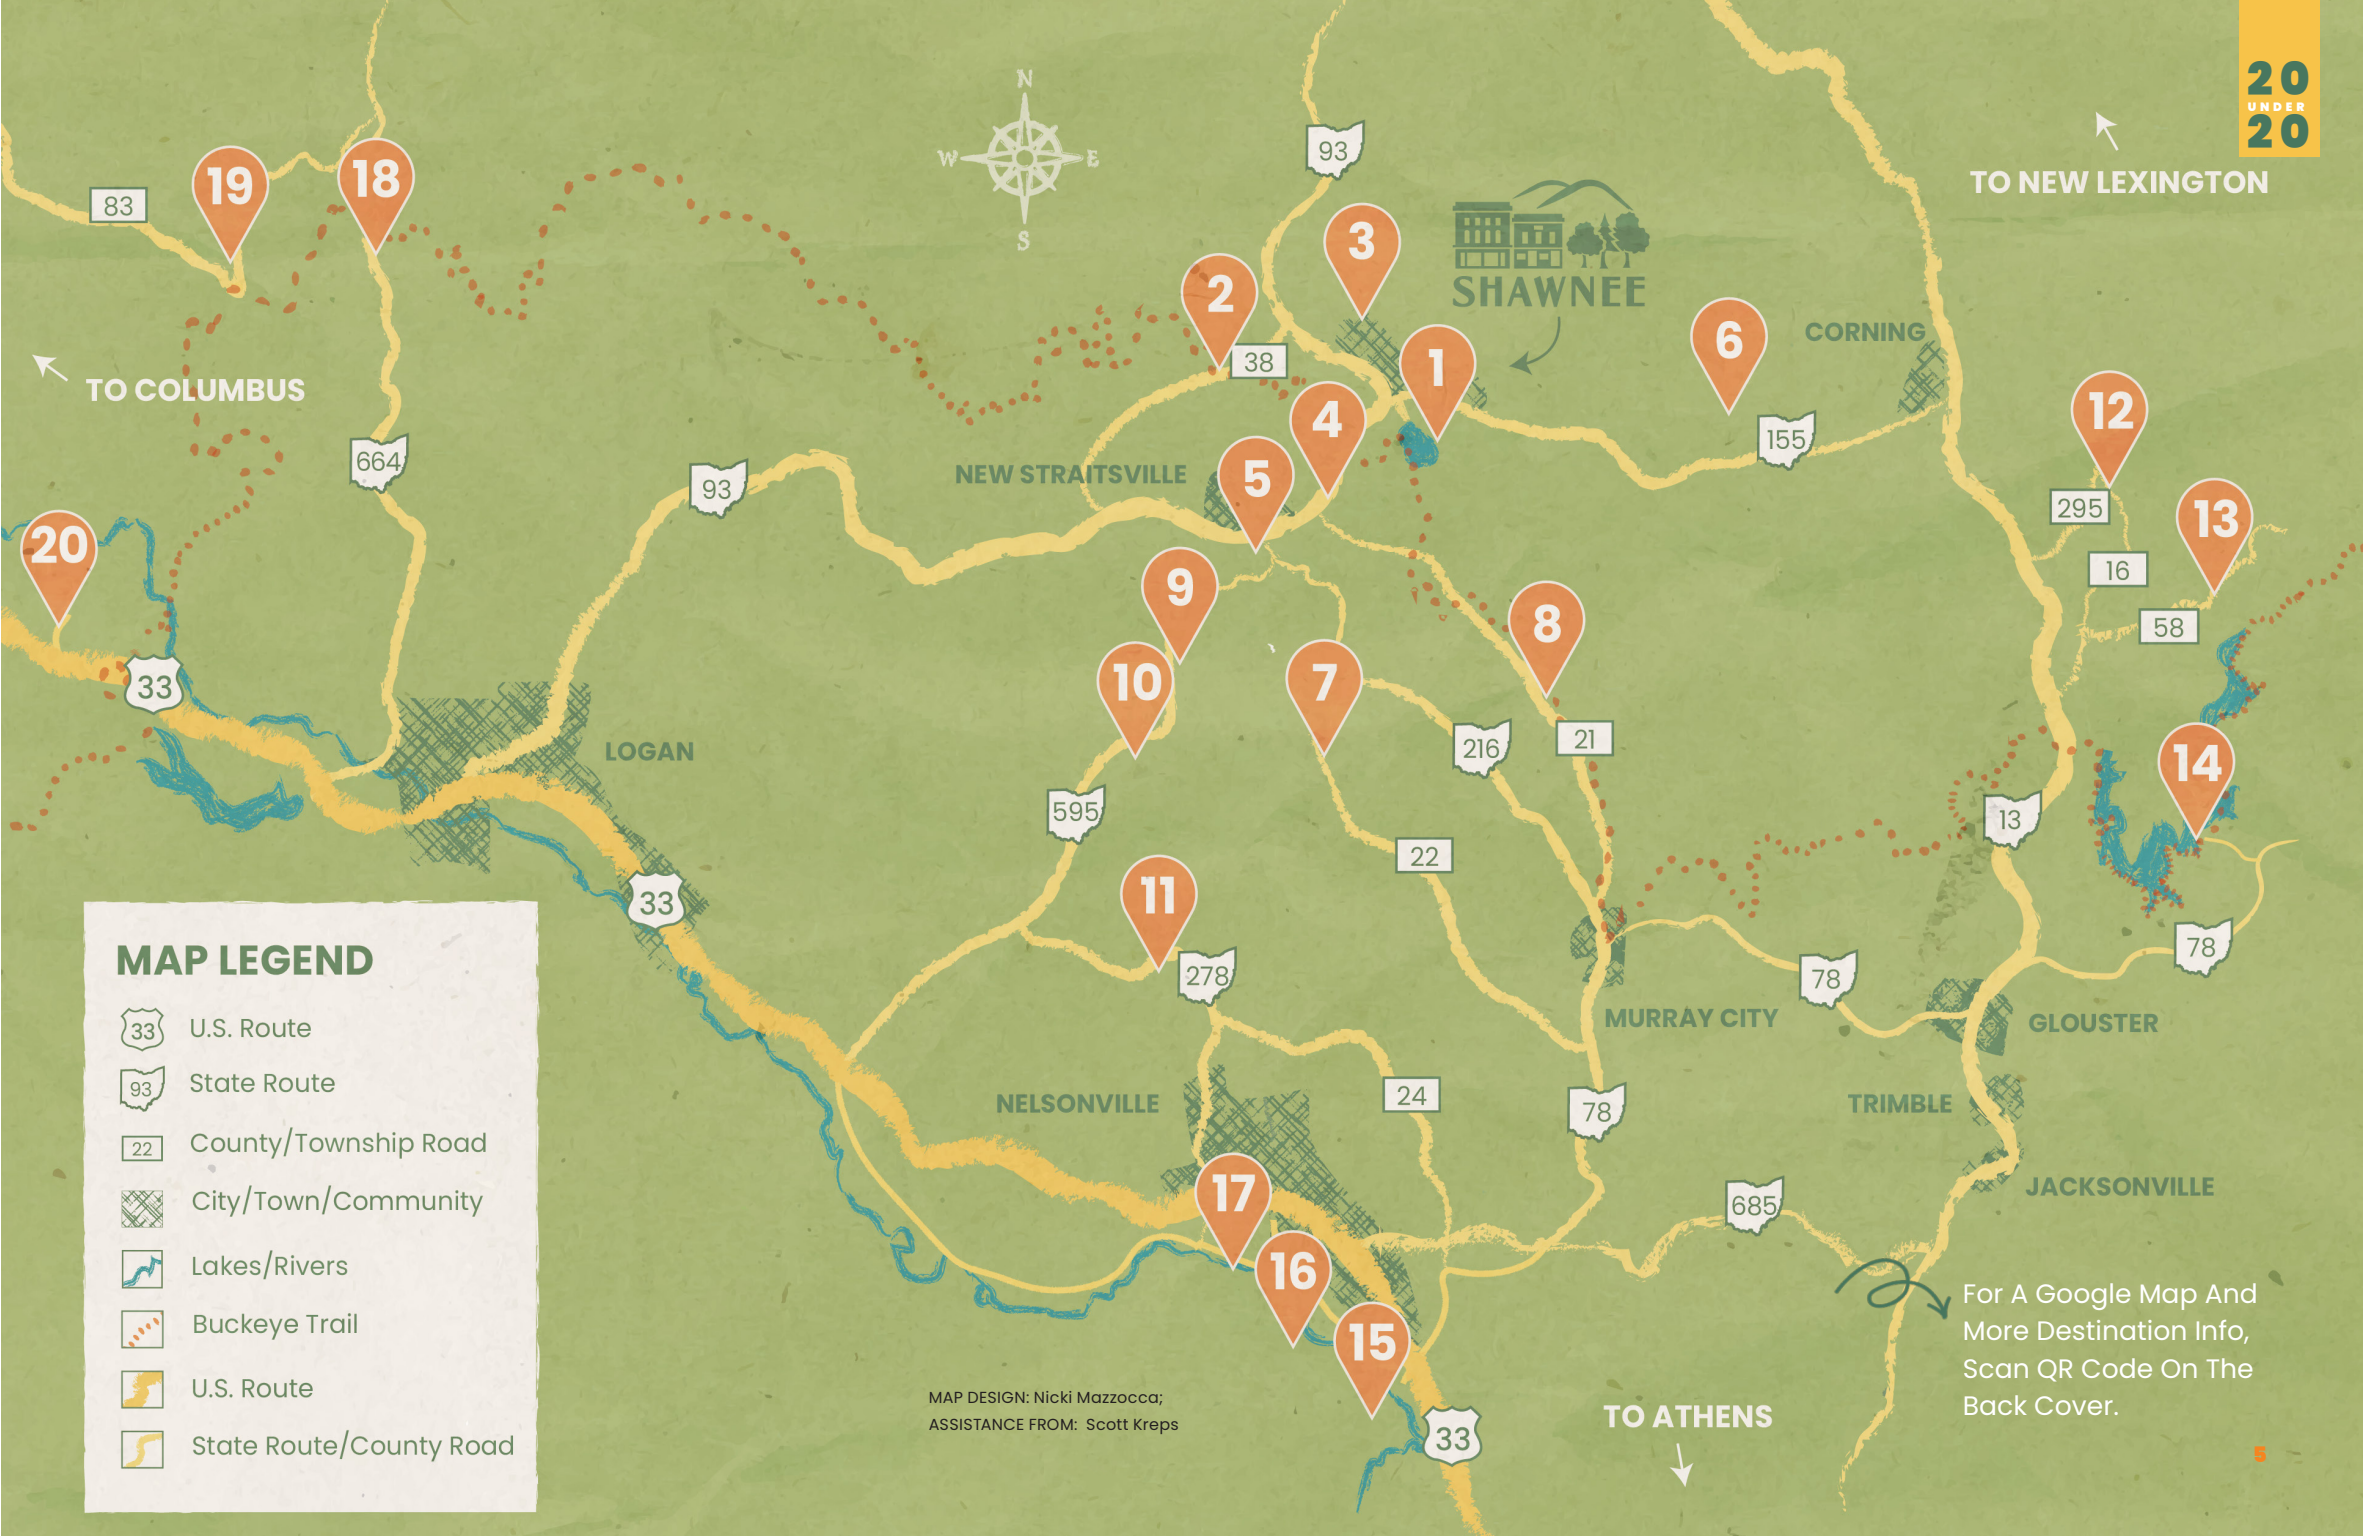 20
UNDER
20
N
W
E
S
93
TO NEW LEXINGTON
19
18
83
3
2
SHAWNEE
1
6
CORNING
38
TO COLUMBUS
4
12
155
664
93
NEW STRAITSVILLE
5
295
13
20
9
16
8
58
33
10
7
LOGAN
216
21
14
595
13
22
33
11
278
78
78
MURRAY CITY
GLOUSTER
NELSONVILLE
24
78
TRIMBLE
17
685
JACKSONVILLE
16
15
33
MAP LEGEND
33 U.S. Route
93 State Route
22 County/Township Road
City/Town/Community
Lakes/Rivers
Buckeye Trail
U.S. Route
State Route/County Road
MAP DESIGN: Nicki Mazzocca;
ASSISTANCE FROM: Scott Kreps
TO ATHENS
For A Google Map And
More Destination Info,
Scan QR Code On The
Back Cover.
5